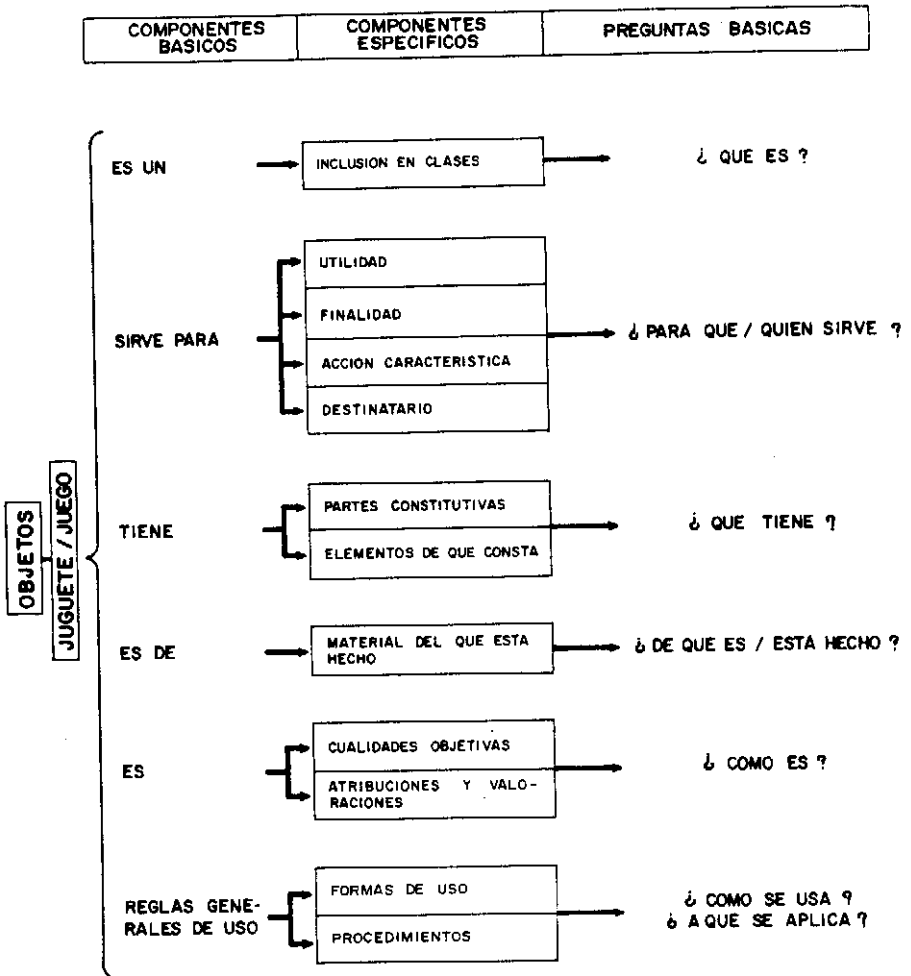 COMPONENTES
BASICOS
COMPONENTES
ESPECIFICOS
PREGUNTAS BASICAS
OBJETOS
JUGUETE / JUEGO
ES UN
INCLUSION EN CLASES
¿ QUE ES ?
SIRVE PARA
UTILIDAD
FINALIDAD
ACCION CARACTERISTICA
DESTINATARIO
¿ PARA QUE / QUIEN SIRVE ?
TIENE
PARTES CONSTITUTIVAS
ELEMENTOS DE QUE CONSTA
¿ QUE TIENE ?
ES DE
MATERIAL DEL QUE ESTA
HECHO
¿ DE QUE ES / ESTA HECHO ?
ES
CUALIDADES OBJETIVAS
ATRIBUCIONES Y VALO-
RACIONES
¿ COMO ES ?
REGLAS GENE-
RALES DE USO
FORMAS DE USO
PROCEDIMIENTOS
¿ COMO SE USA ?
¿ A QUE SE APLICA ?